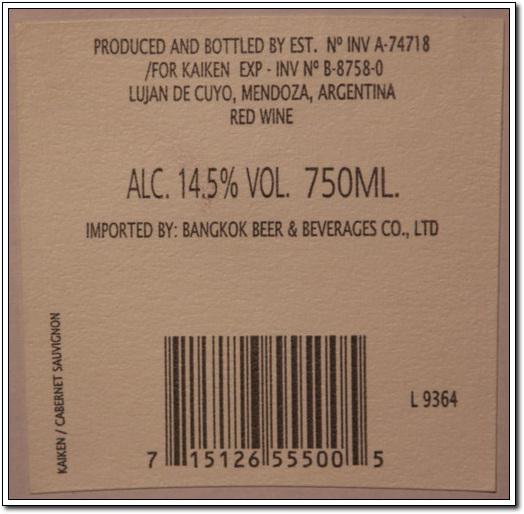 PRODUCED AND BOTTLED BY EST. Nº INV A-74718
/FOR KAIKEN EXP - INV Nº B-8758-0
LUJAN DE CUYO, MENDOZA, ARGENTINA
RED WINE
ALC. 14.5% VOL. 750ML.
IMPORTED BY: BANGKOK BEER & BEVERAGES CO., LTD
KAIKEN / CABERNET SAUVIGNON
L 9364
7 15126 55500 5